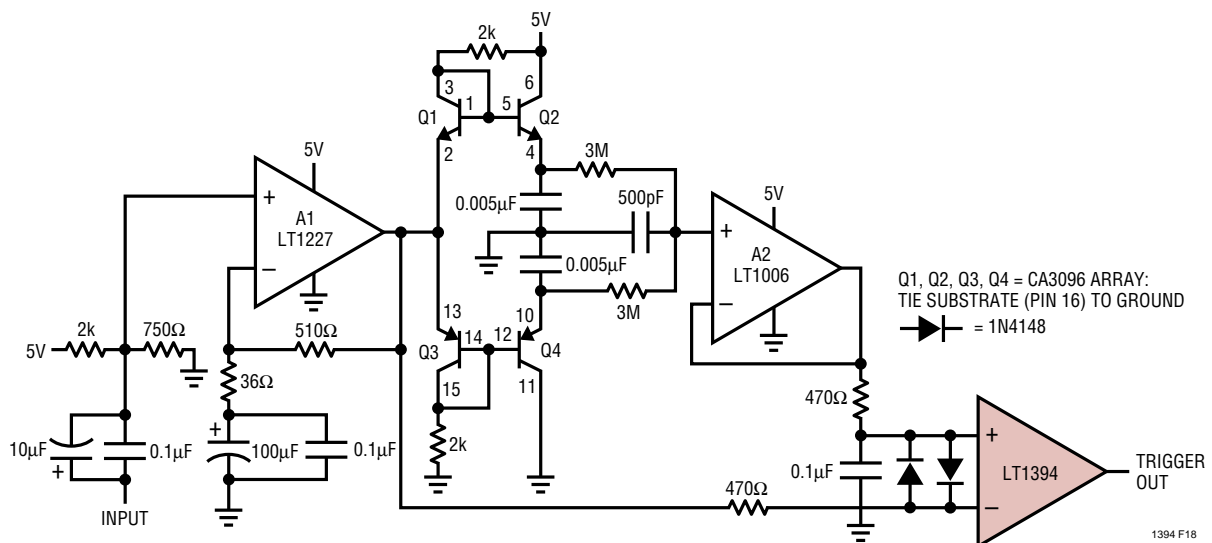 5V
2k
3
1
5
6
Q1
Q2
2
4
3M
5V
+
A1
LT1227
−
0.005µF
500pF
5V
+
A2
LT1006
−
0.005µF
3M
Q1, Q2, Q3, Q4 = CA3096 ARRAY:
TIE SUBSTRATE (PIN 16) TO GROUND
= 1N4148
13
10
14
12
Q3
Q4
15
11
2k
750Ω
5V
510Ω
36Ω
470Ω
10µF
+
0.1µF
+
100µF
0.1µF
2k
INPUT
0.1µF
470Ω
+
LT1394
−
TRIGGER
OUT
1394 F18